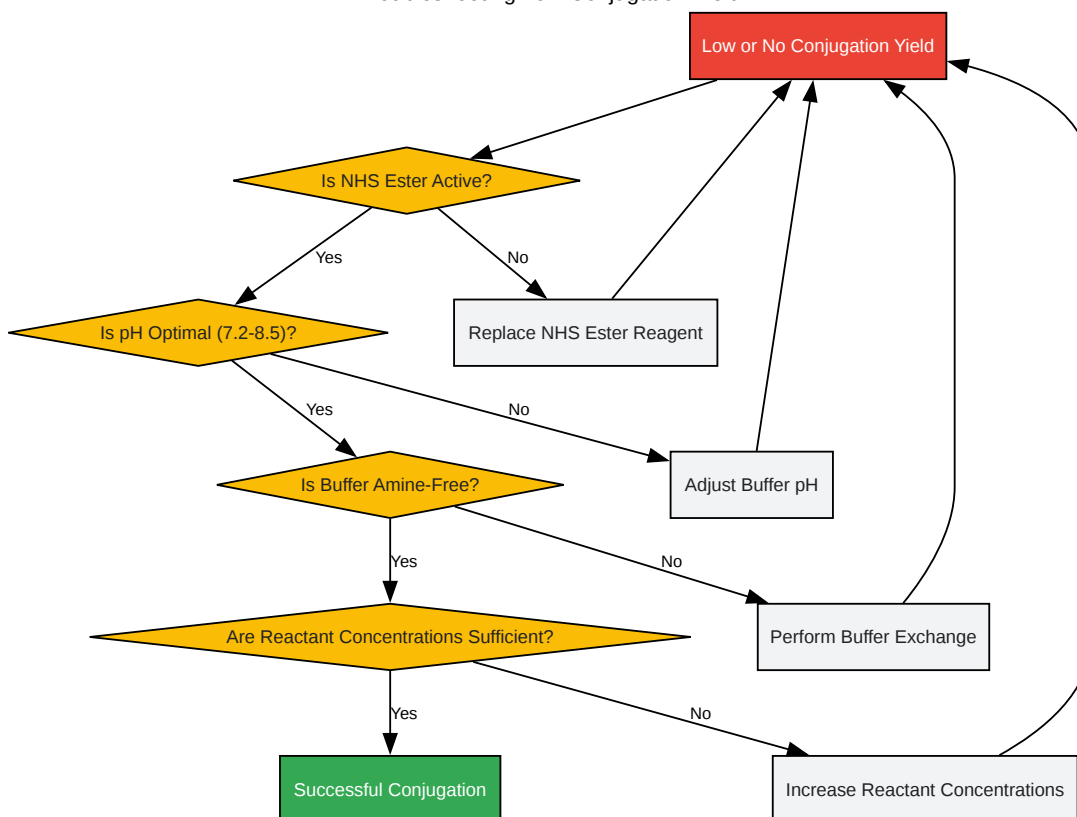 Low or No Conjugation Yield
Is NHS Ester Active?
Yes
No
Is pH Optimal (7.2-8.5)?
Replace NHS Ester Reagent
Yes
No
Is Buffer Amine-Free?
Adjust Buffer pH
Yes
No
Are Reactant Concentrations Sufficient?
Perform Buffer Exchange
Yes
No
Successful Conjugation
Increase Reactant Concentrations